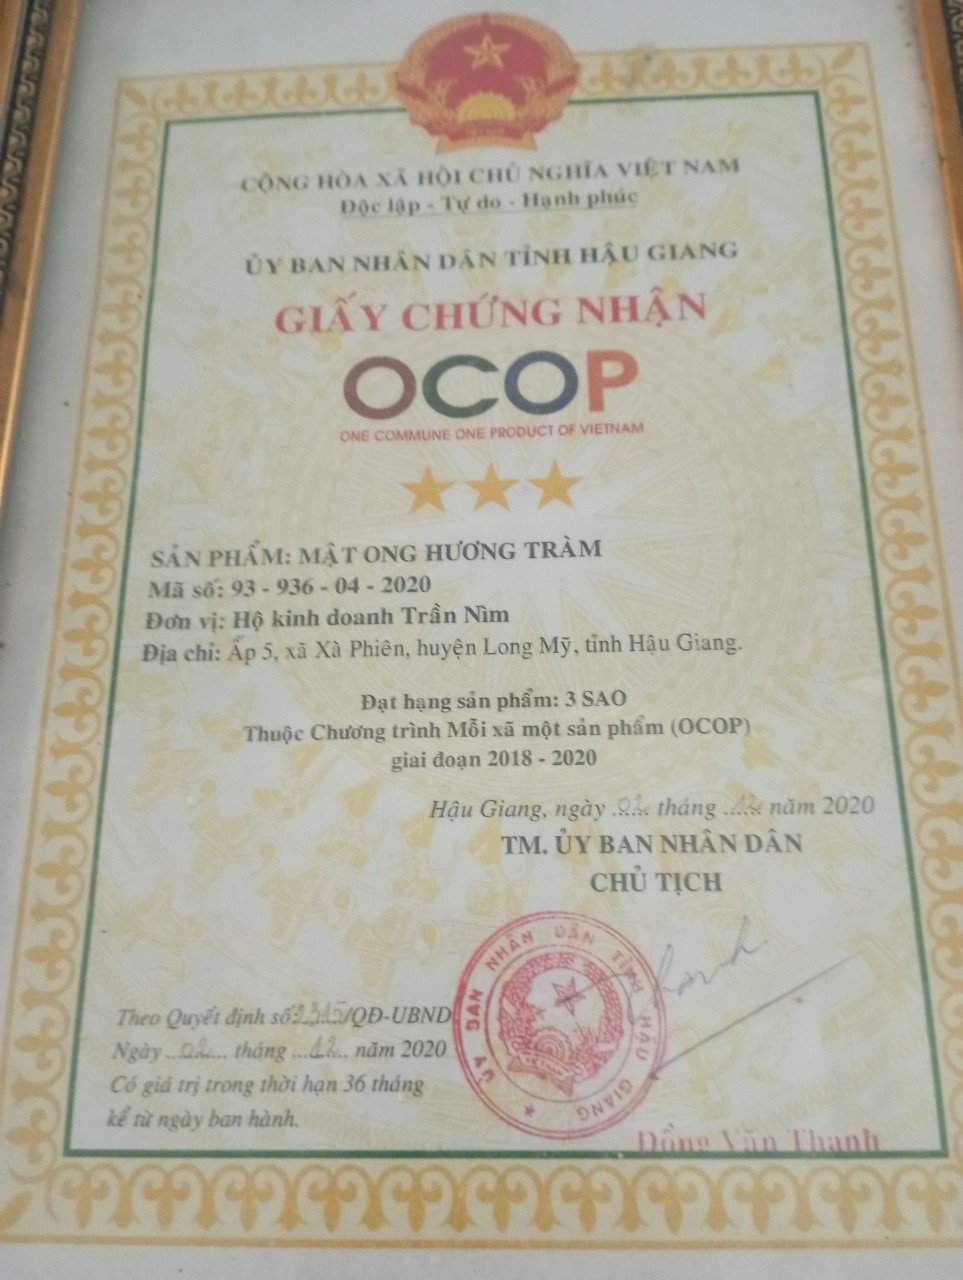 CỘNG HÒA XÃ HỘI CHỦ NGHĨA VIỆT NAM
Độc lập - Tự do - Hạnh phúc
ỦY BAN NHÂN DÂN TỈNH HẬU GIANG
GIẤY CHỨNG NHẬN
OCOP
ONE COMMUNE ONE PRODUCT OF VIETNAM
SẢN PHẨM: MẬT ONG HƯƠNG TRÀM
Mã số: 93 - 936 - 04 - 2020
Đơn vị: Hộ kinh doanh Trần Nìm
Địa chỉ: Ấp 5, xã Xà Phiên, huyện Long Mỹ, tỉnh Hậu Giang.
Đạt hạng sản phẩm: 3 SAO
Thuộc Chương trình Mỗi xã một sản phẩm (OCOP)
giai đoạn 2018 - 2020
Hậu Giang, ngày 02 tháng 12 năm 2020
TM. ỦY BAN NHÂN DÂN
CHỦ TỊCH
ỦY BAN NHÂN DÂN TỈNH HẬU GIANG
Thanh
Đồng Văn Thanh
Theo Quyết định số 2315/QĐ-UBND
Ngày 02 tháng 12 năm 2020
Có giá trị trong thời hạn 36 tháng
kể từ ngày ban hành.